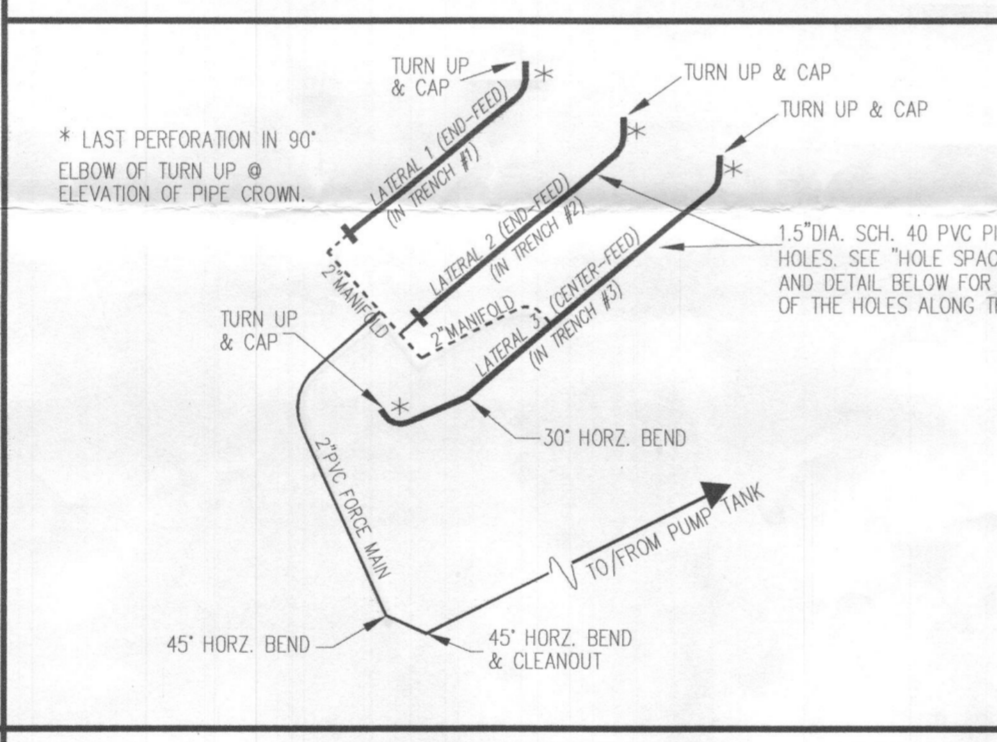 TURN UP
& CAP
TURN UP & CAP
TURN UP & CAP
* LAST PERFORATION IN 90°
ELBOW OF TURN UP @
ELEVATION OF PIPE CROWN.
*
*
*
LATERAL 1 (END-FEED)
(IN TRENCH #1)
LATERAL 2 (END-FEED)
(IN TRENCH #2)
LATERAL 3 (CENTER-FEED)
(IN TRENCH #3)
1.5"DIA. SCH. 40 PVC PI
HOLES. SEE "HOLE SPAC
AND DETAIL BELOW FOR
OF THE HOLES ALONG T
2"MANIFOLD
2"MANIFOLD
TURN UP
& CAP
*
30° HORZ. BEND
2"PVC FORCE MAIN
TO/FROM PUMP TANK
45° HORZ. BEND
45° HORZ. BEND
& CLEANOUT